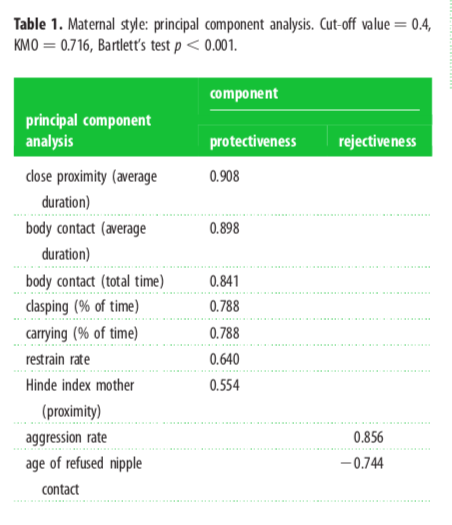 Table 1. Maternal style: principal component analysis. Cut-off value = 0.4,
KMO = 0.716, Bartlett's test p < 0.001.
component
principal component
analysis protectiveness rejectiveness
close proximity (average 0.908
duration)
body contact (average 0.898
duration)
body contact (total time) 0.841
clasping (% of time) 0.788
carrying (% of time) 0.788
restrain rate 0.640
Hinde index mother 0.554
(proximity)
aggression rate 0.856
age of refused nipple −0.744
contact